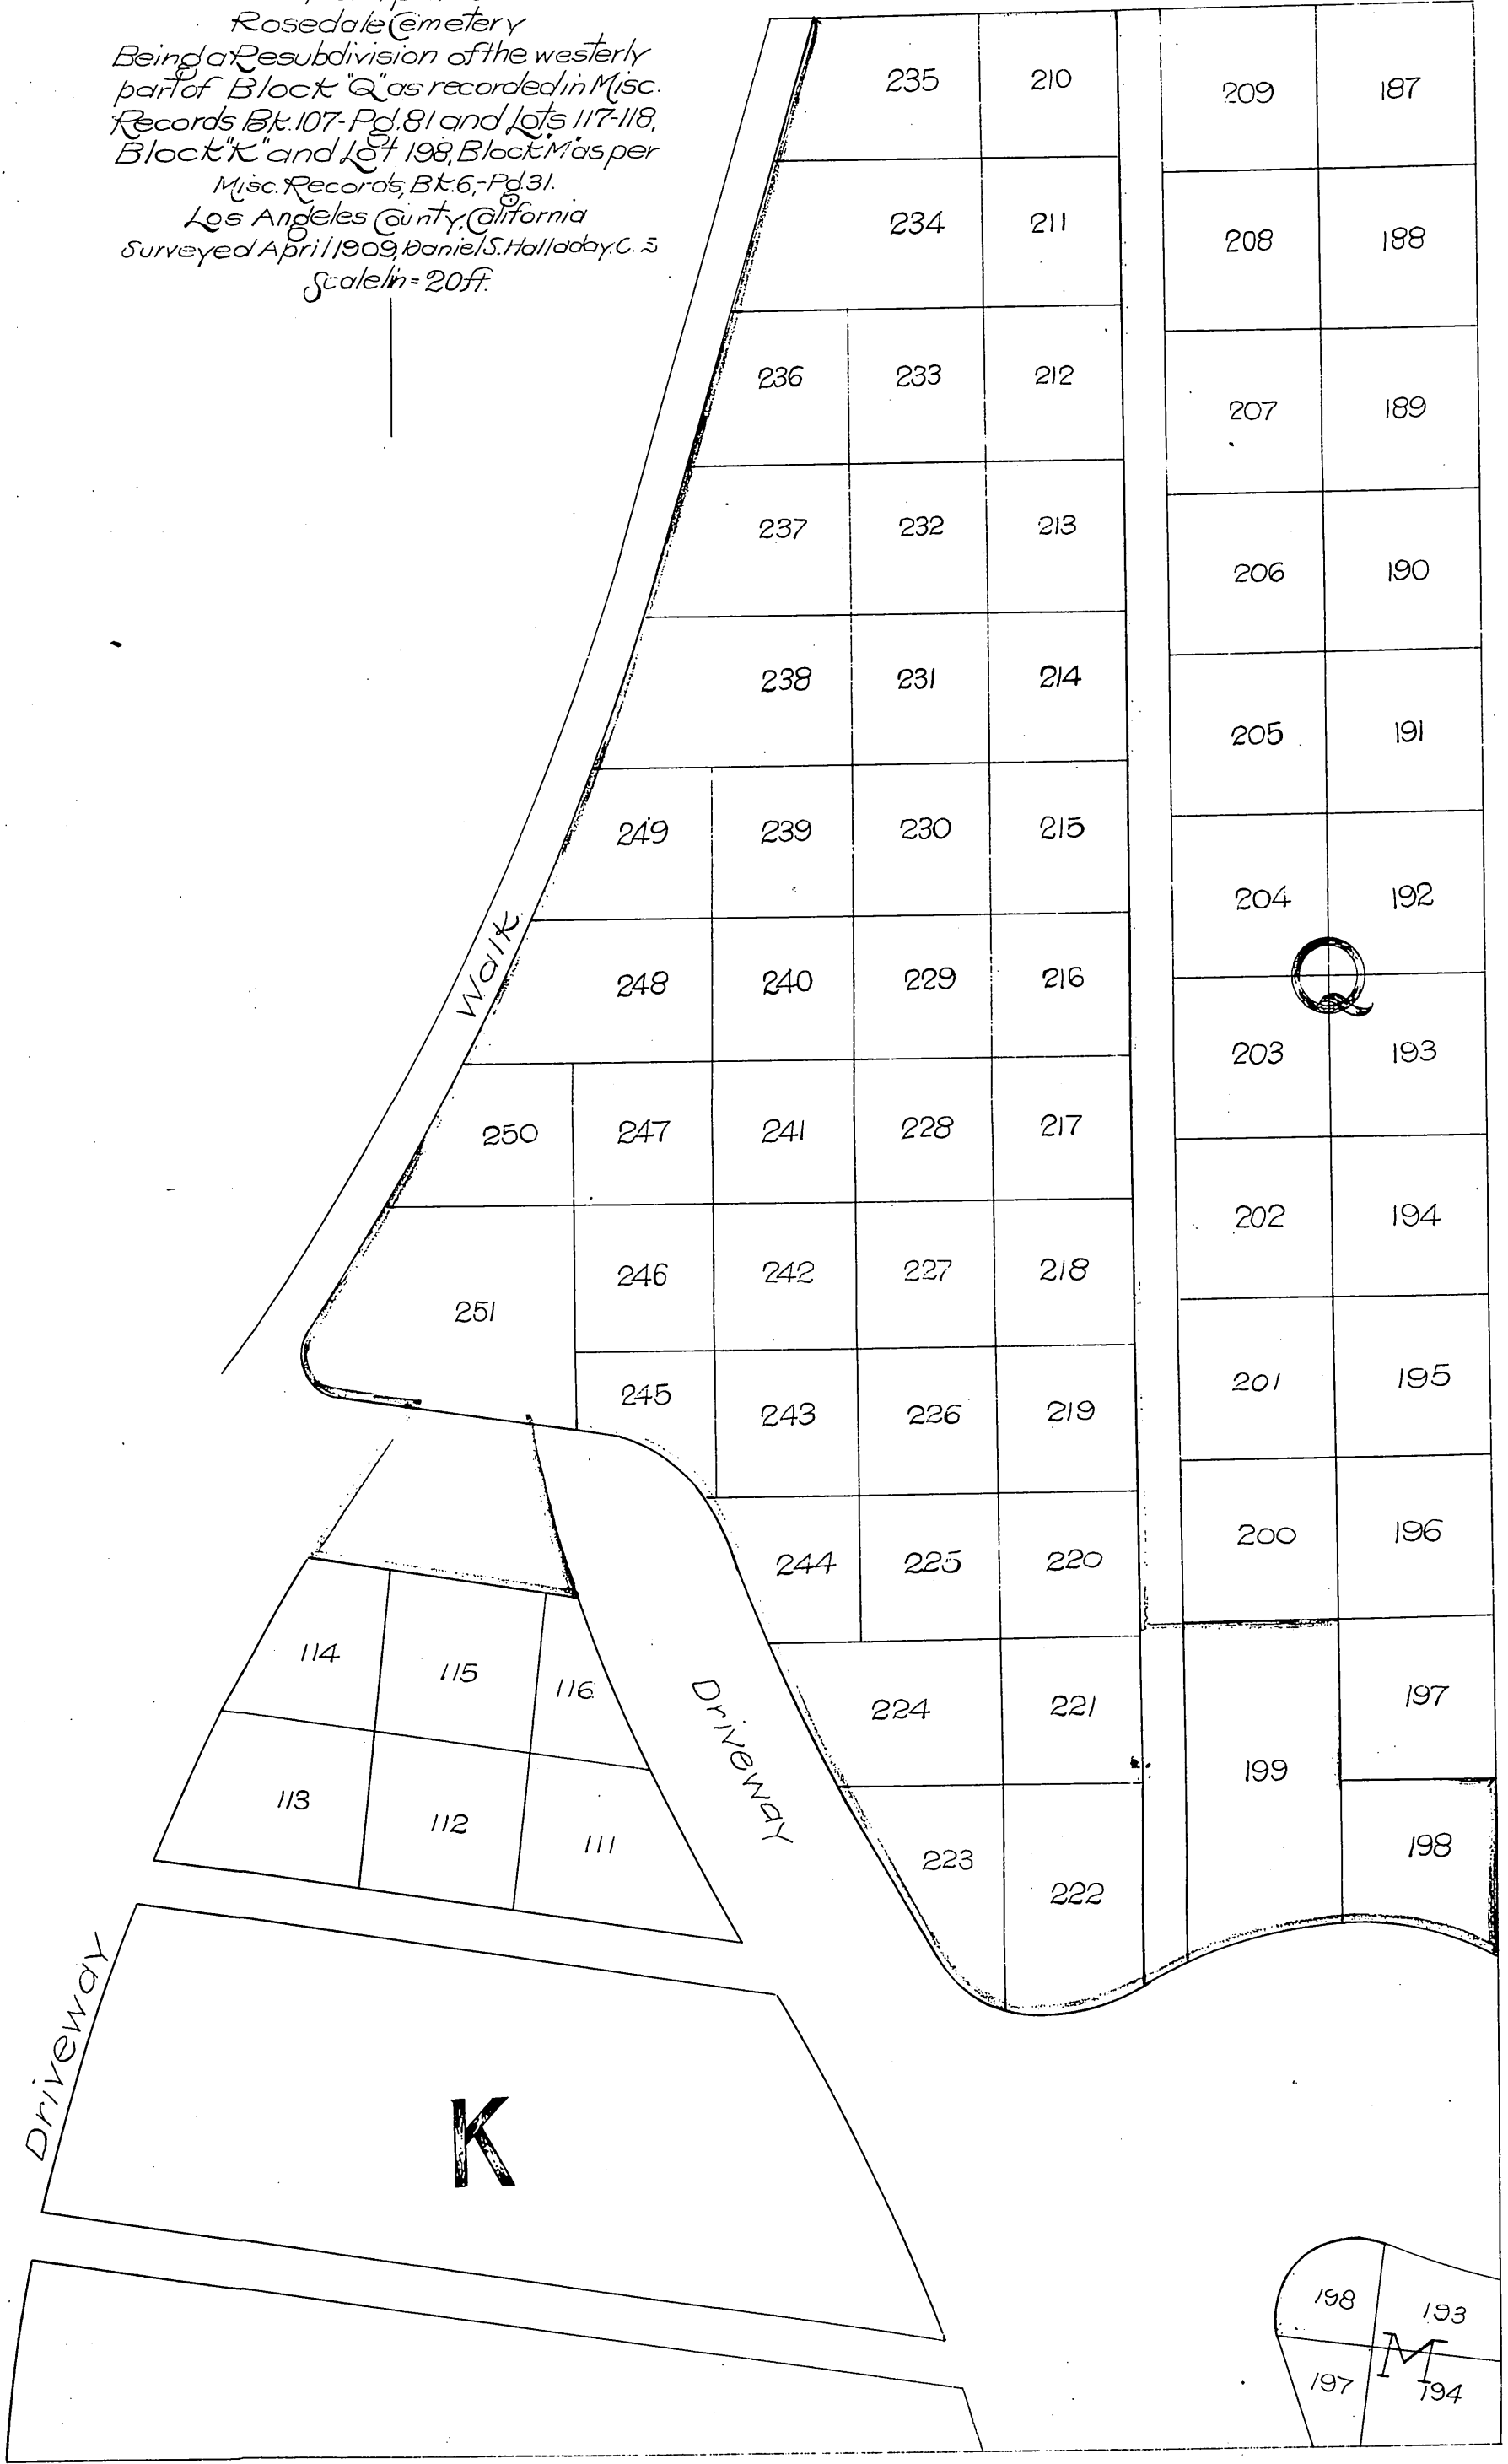 Rosedale Cemetery
Being a Resubdivision of the westerly
part of Block "Q" as recorded in Misc.
Records Bk. 107-Pg. 81 and Lots 117-118,
Block "K" and Lot 198, Block M as per
Misc. Records, Bk. 6,-Pg. 31.
Los Angeles County, California
Surveyed April 1909, Daniel S. Halladay. C. E
Scale 1in = 20ft.
235 210 209 187
234 211 208 188
236 233 212 207 189
237 232 213 206 190
238 231 214 205 191
249 239 230 215 204 192
Walk
Q
248 240 229 216 203 193
250 247 241 228 217 202 194
251 246 242 227 218 201 195
245 243 226 219
244 225 220 200 196
114 115 116 224 221 199 197
Driveway
113 112 111 223 222 198
Driveway
K
198 193
M
197 194